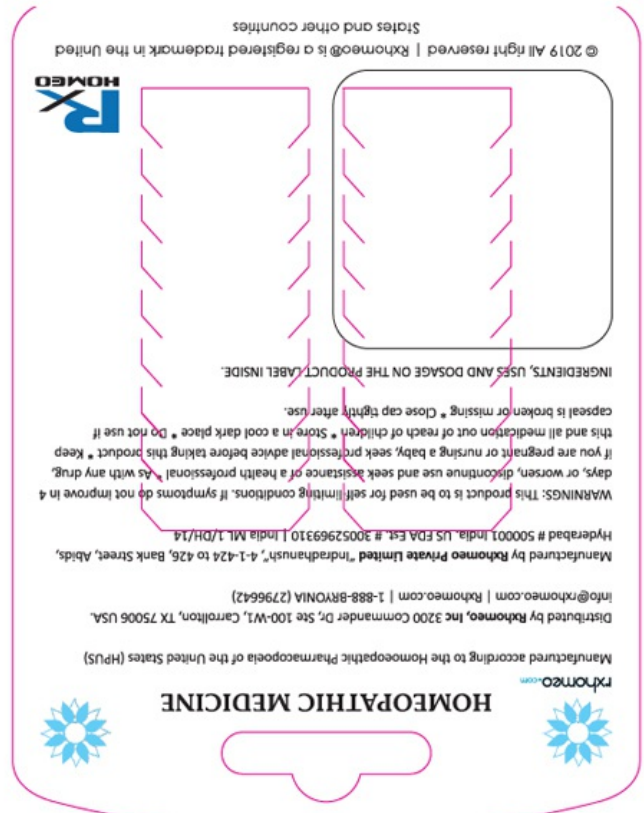 HOMEOPATHIC MEDICINE
rxhomeo.com
Manufactured according to the Homoeopathic Pharmacopoeia of the United States (HPUS)
Distributed by Rxhomeo, Inc 3200 Commander Dr, Ste 100-W1, Carrollton, TX 75006 USA.
info@rxhomeo.com | Rxhomeo.com | 1-888-BRYONIA (2796642)
Manufactured by Rxhomeo Private Limited "Indradhanush", 4-1-424 to 426, Bank Street, Abids,
Hyderabad # 500001 India. US FDA Est. # 30052969310 | India ML 1/DH/14
WARNINGS: This product is to be used for self-limiting conditions. If symptoms do not improve in 4
days, or worsen, discontinue use and seek assistance of a health professional * As with any drug,
if you are pregnant or nursing a baby, seek professional advice before taking this product * Keep
this and all medication out of reach of children * Store in a cool dark place * Do not use if
capseal is broken or missing * Close cap tightly after use.
INGREDIENTS, USES AND DOSAGE ON THE PRODUCT LABEL INSIDE.
Rx
HOMEO
© 2019 All right reserved | Rxhomeo® is a registered trademark in the United
States and other countries